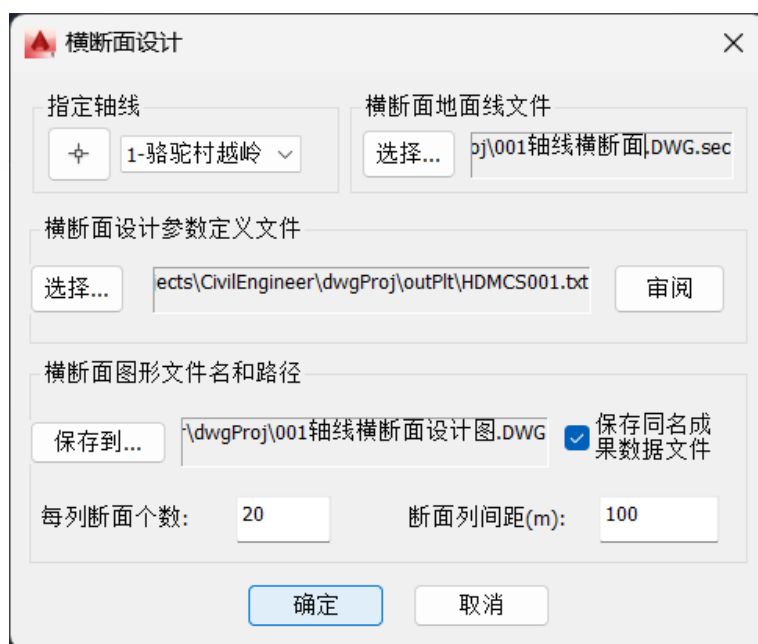 横断面设计
指定轴线
1-骆驼村越岭
横断面地面线文件
选择...
oj\001轴线横断面.DWG.sec
横断面设计参数定义文件
选择...
ects\CivilEngineer\dwgProj\outPlt\HDMCS001.txt
审阅
横断面图形文件名和路径
保存到...
\dwgProj\001轴线横断面设计图.DWG
保存同名成
果数据文件
每列断面个数:
20
断面列间距(m):
100
确定
取消